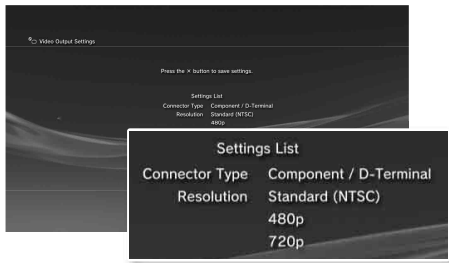 Video Output Settings
Press the × button to save settings.
Settings List
Connector Type Component / D-Terminal
Resolution Standard (NTSC)
480p
Settings List
Connector Type Component / D-Terminal
Resolution Standard (NTSC)
480p
720p